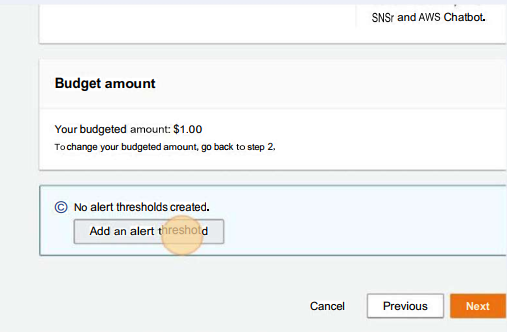 SNSr and AWS Chatbot.
Budget amount
Your budgeted amount: $1.00
To change your budgeted amount, go back to step 2.
© No alert thresholds created.
Add an alert threshold
Cancel Previous Next